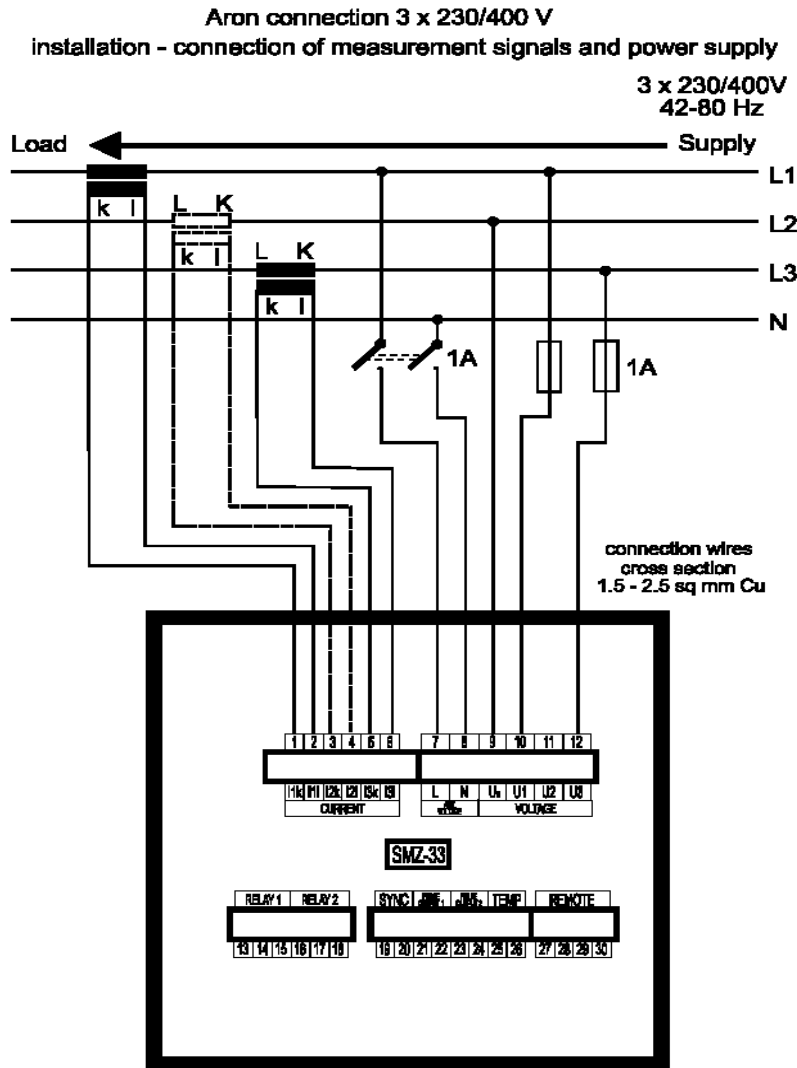 Aron connection 3 x 230/400 V
installation - connection of measurement signals and power supply
3 x 230/400V
42-80 Hz
Load
Supply
L1
k l
L K
L2
k l
L K
L3
k l
N
1A
1A
connection wires
cross section
1.5 - 2.5 sq mm Cu
1 2 3 4 5 6 7 8 9 10 11 12
I1k I1l I2k I2l I3k I3l L N U1 U2 U3
CURRENT VOLTAGE
SMZ-33
RELAY 1 RELAY 2 SYNC TEMP REMOTE
13 14 15 16 17 18 19 20 21 22 23 24 25 26 27 28 29 30